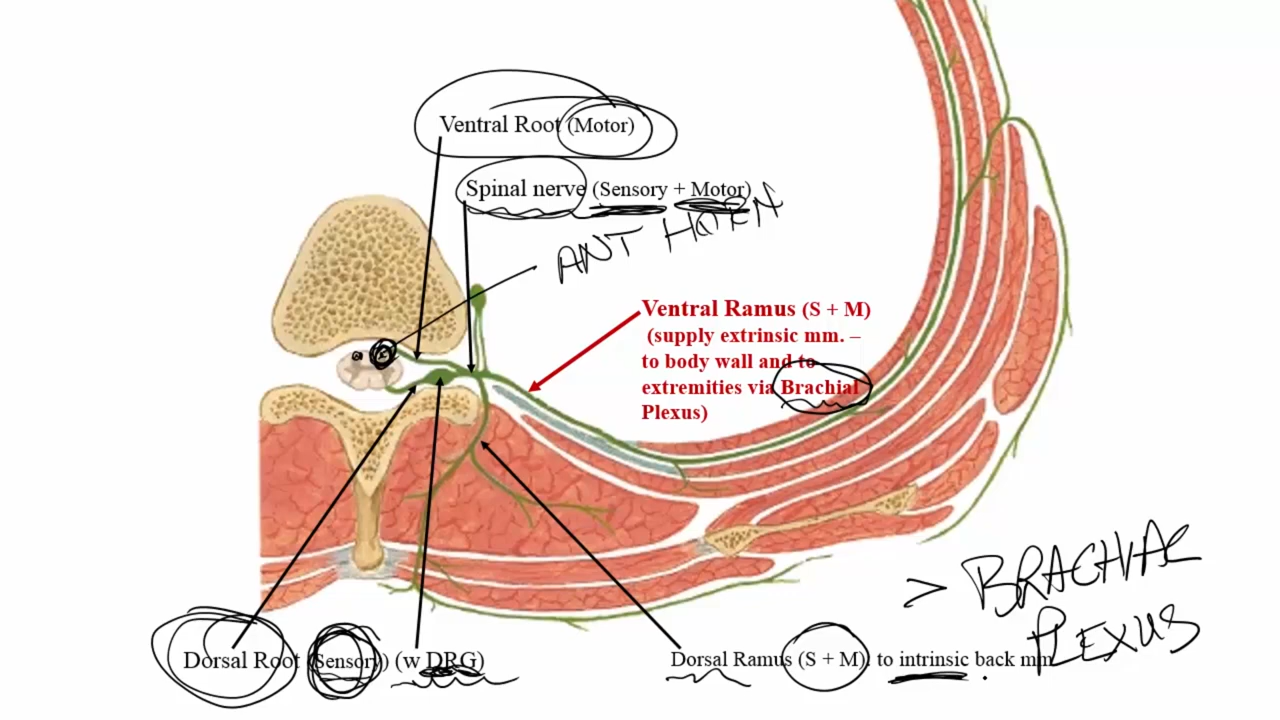 Ventral Root (Motor)
Spinal nerve (Sensory + Motor)
ANT HORN
Ventral Ramus (S + M)
(supply extrinsic mm. –
to body wall and to
extremities via Brachial
Plexus)
> BRACHIAL
PLEXUS
Dorsal Root (Sensory) (w DRG)
Dorsal Ramus (S + M) to intrinsic back mm